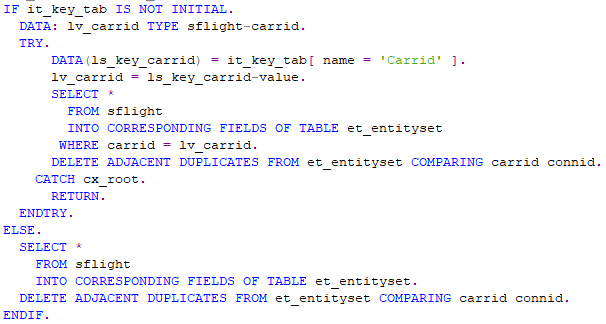 IF it_key_tab IS NOT INITIAL.
DATA: lv_carrid TYPE sflight-carrid.
TRY.
DATA(ls_key_carrid) = it_key_tab[ name = 'Carrid' ].
lv_carrid = ls_key_carrid-value.
SELECT *
FROM sflight
INTO CORRESPONDING FIELDS OF TABLE et_entityset
WHERE carrid = lv_carrid.
DELETE ADJACENT DUPLICATES FROM et_entityset COMPARING carrid connid.
CATCH cx_root.
RETURN.
ENDTRY.
ELSE.
SELECT *
FROM sflight
INTO CORRESPONDING FIELDS OF TABLE et_entityset.
DELETE ADJACENT DUPLICATES FROM et_entityset COMPARING carrid connid.
ENDIF.